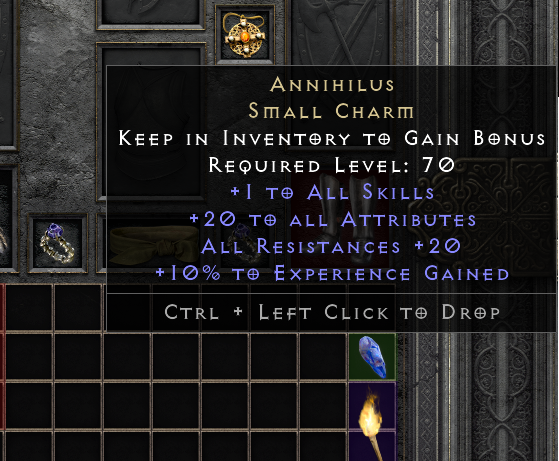 Annihilus
Small Charm
Keep in Inventory to Gain Bonus
Required Level: 70
+1 to All Skills
+20 to all Attributes
All Resistances +20
+10% to Experience Gained
Ctrl + Left Click to Drop